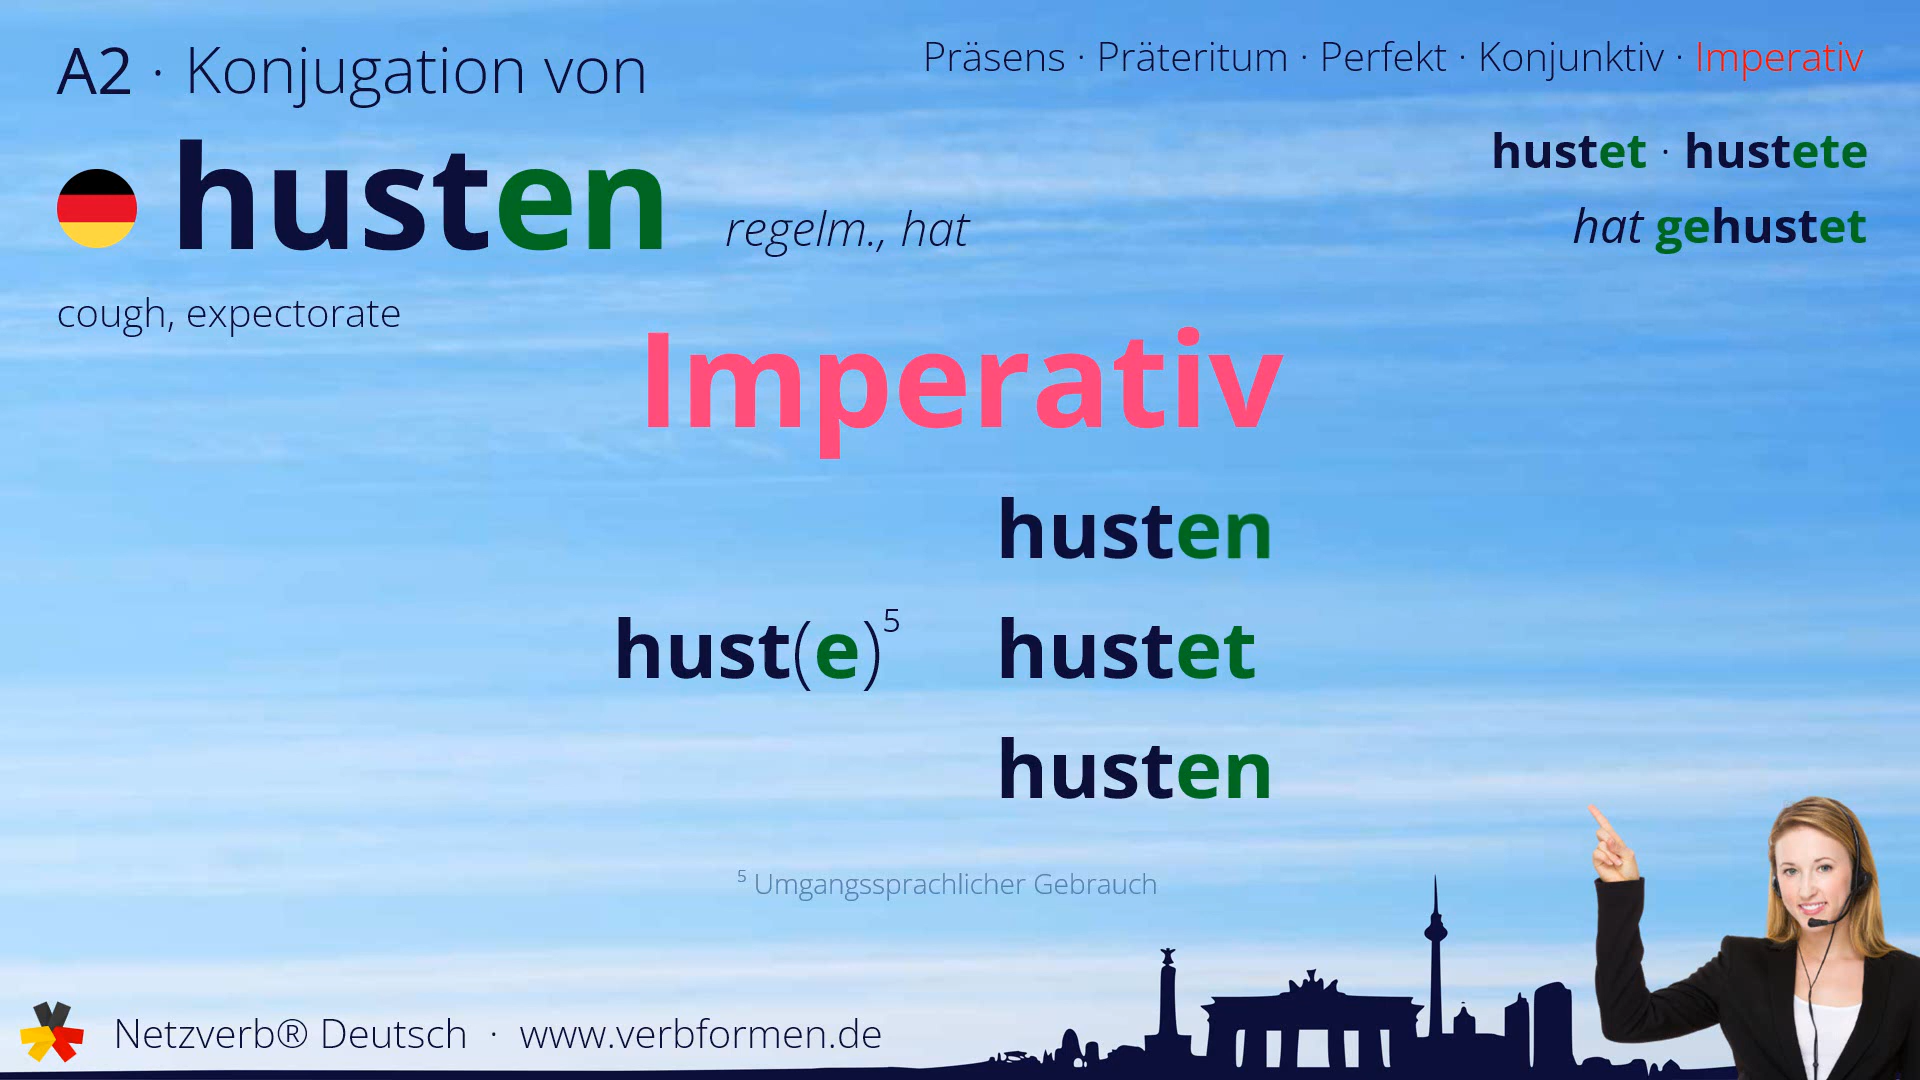 A2 · Konjugation von
Präsens · Präteritum · Perfekt · Konjunktiv · Imperativ
husten regelm., hat
hustet · hustete
hat gehustet
cough, expectorate
Imperativ
husten
hust(e)⁵ hustet
husten
⁵ Umgangssprachlicher Gebrauch
Netzverb® Deutsch · www.verbformen.de